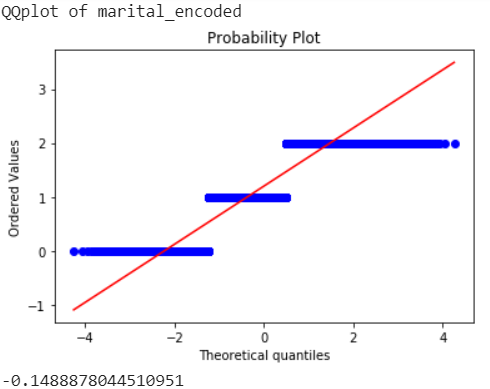 QQplot of marital_encoded
Probability Plot
3
2
1
0
−1
Ordered Values
−4
−2
0
2
4
Theoretical quantiles
-0.1488878044510951